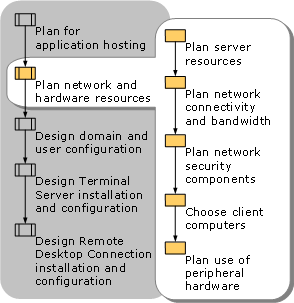 Plan for
application hosting
Plan network and
hardware resources
Design domain and
user configuration
Design Terminal
Server installation
and configuration
Design Remote
Desktop Connection
installation and
configuration
Plan server
resources
Plan network
connectivity
and bandwidth
Plan network
security
components
Choose client
computers
Plan use of
peripheral
hardware